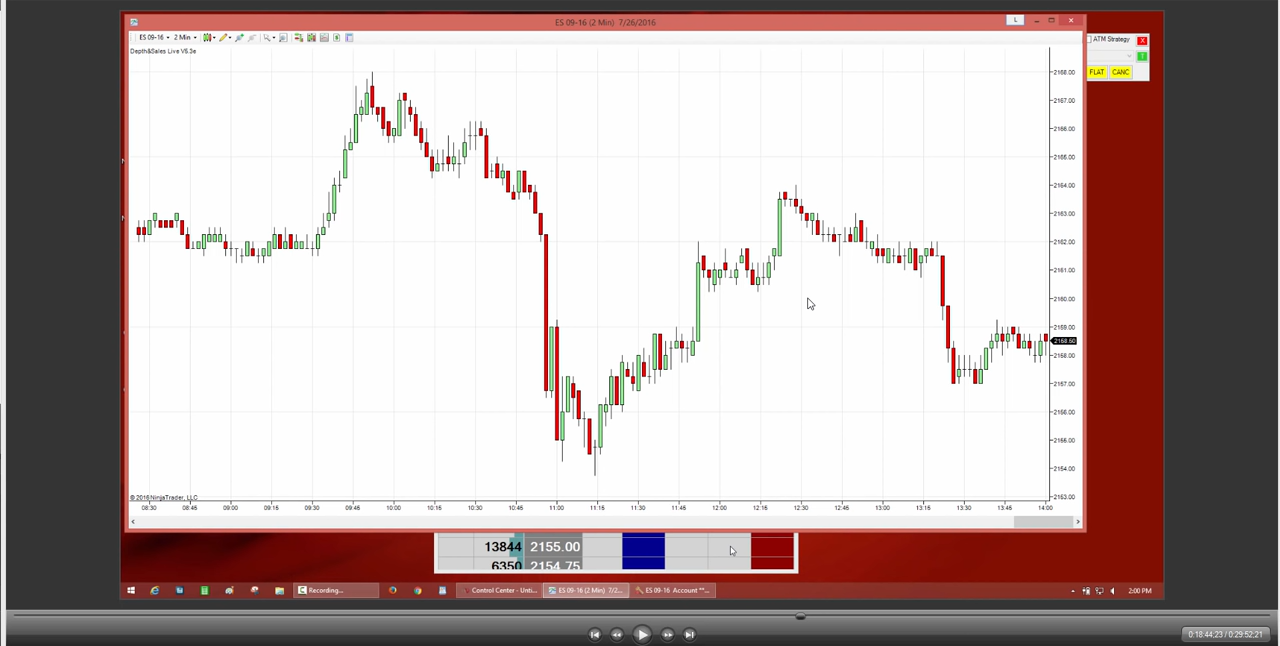 ES 09-16 (2 Min) 7/26/2016
L
ES 09-16 2 Min
ATM Strategy
Depth&Sales Live V5.3e
FLAT CANC
2168.00
2167.00
2166.00
2165.00
2164.00
2163.00
2162.00
2161.00
2160.00
2159.00
2158.50
2158.00
2157.00
2156.00
2155.00
2154.00
2153.00
© 2016 NinjaTrader, LLC
08:30 08:45 09:00 09:15 09:30 09:45 10:00 10:15 10:30 10:45 11:00 11:15 11:30 11:45 12:00 12:15 12:30 12:45 13:00 13:15 13:30 13:45 14:00
13844 2155.00
6350 2154.75
Recording... Control Center - Unti... ES 09-16 (2 Min) 7/2... ES 09-16 Account **... 2:00 PM
0:18:44;23 / 0:29:52;21